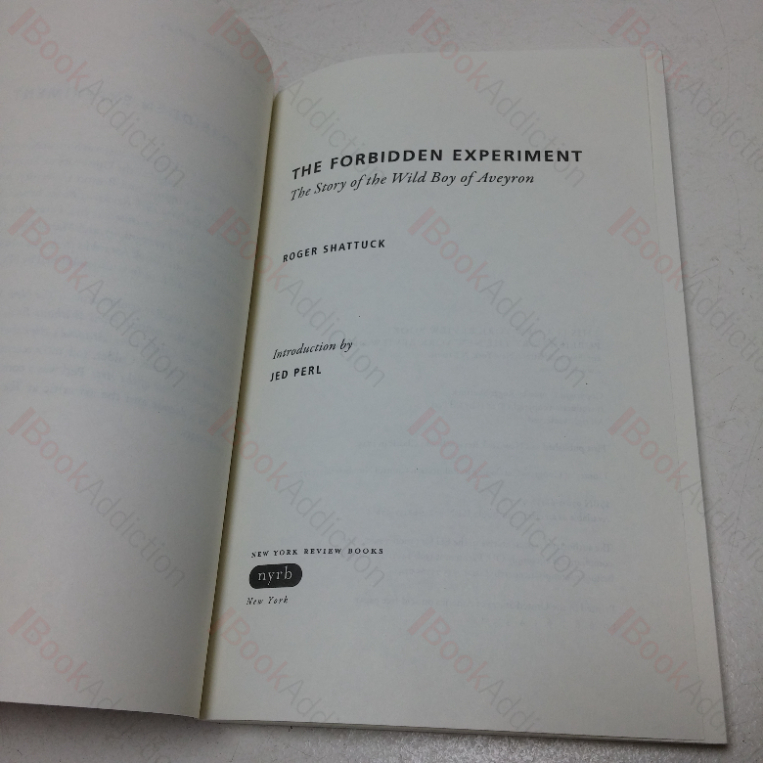 THE FORBIDDEN EXPERIMENT
The Story of the Wild Boy of Aveyron
ROGER SHATTUCK
Introduction by
JED PERL
NEW YORK REVIEW BOOKS
nyrb
New York
BookAddiction